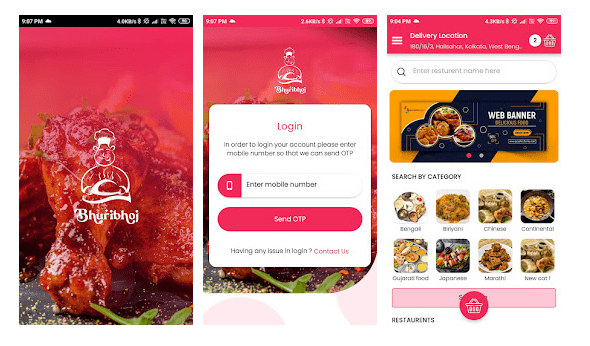 9:07 PM
4.0KB/s
Bhuribhoj
9:07 PM
2.6KB/s
Bhuribhoj
Login
In order to login your account please enter
mobile number so that we can send OTP
Enter mobile number
Send OTP
Having any issue in login ? Contact Us
9:04 PM
4.3KB/s
Delivery Location
180/16/3, Halisahar, Kolkata, West Beng...
2
Enter resturent name here
WEB BANNER
DELICIOUS FOOD
SEARCH BY CATEGORY
Bengali
Biriyani
Chinese
Continental
Gujarati food
Japanese
Marathi
New cat 1
RESTAURENTS